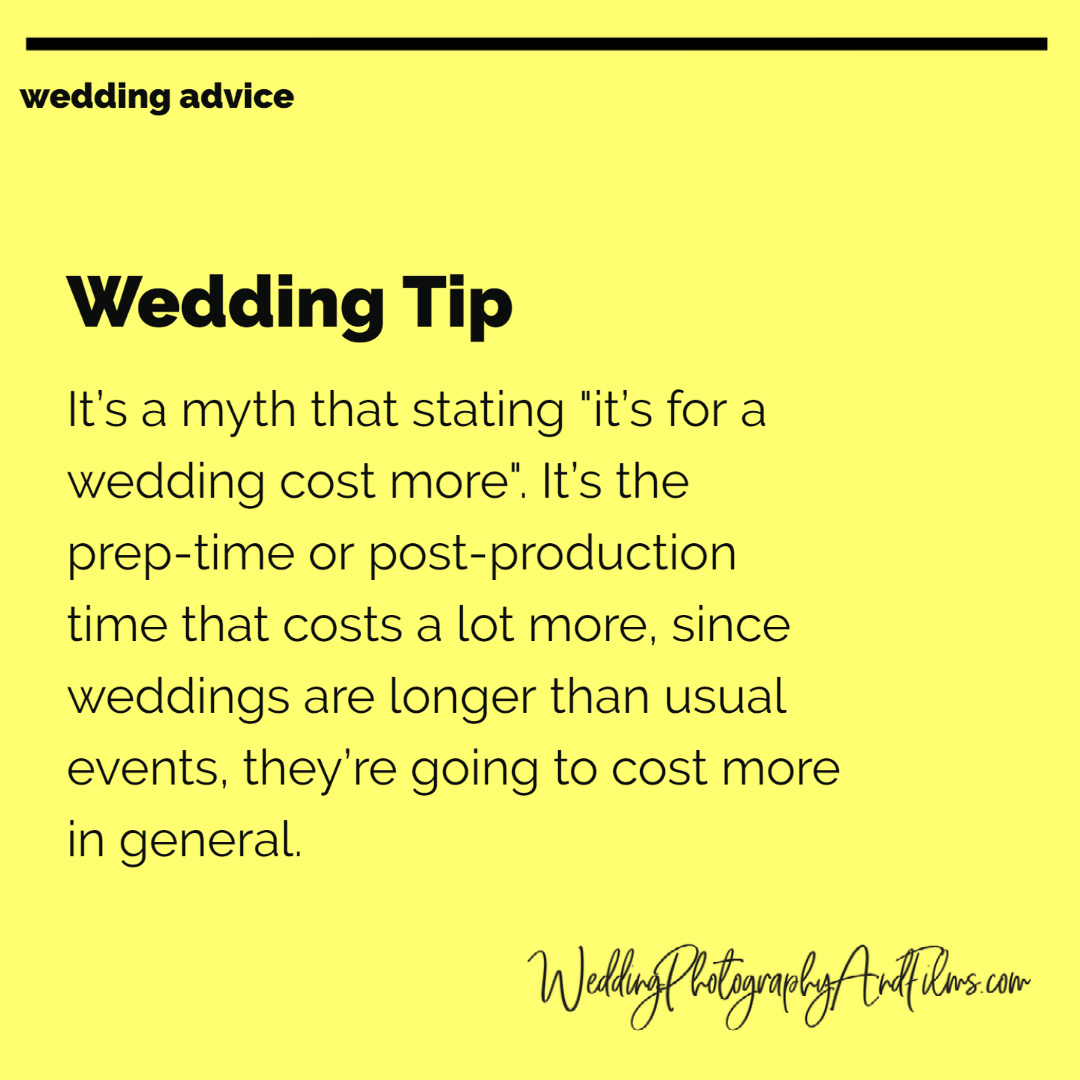 wedding advice
Wedding Tip
It’s a myth that stating "it’s for a
wedding cost more". It’s the
prep-time or post-production
time that costs a lot more, since
weddings are longer than usual
events, they’re going to cost more
in general.
WeddingPhotographyAndFilms.com